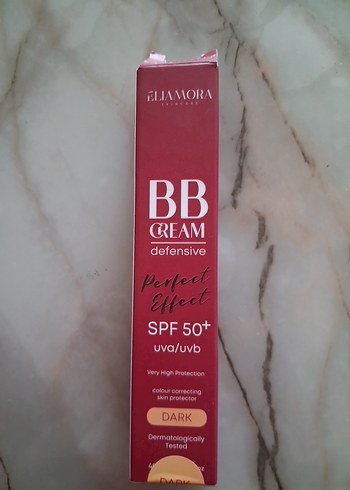 ELIAMORA
SKINCARE
BB
CREAM
defensive
Perfect
Effect
SPF 50+
uva/uvb
Very High Protection
colour correcting
skin protector
DARK
Dermatologically
Tested
DARK